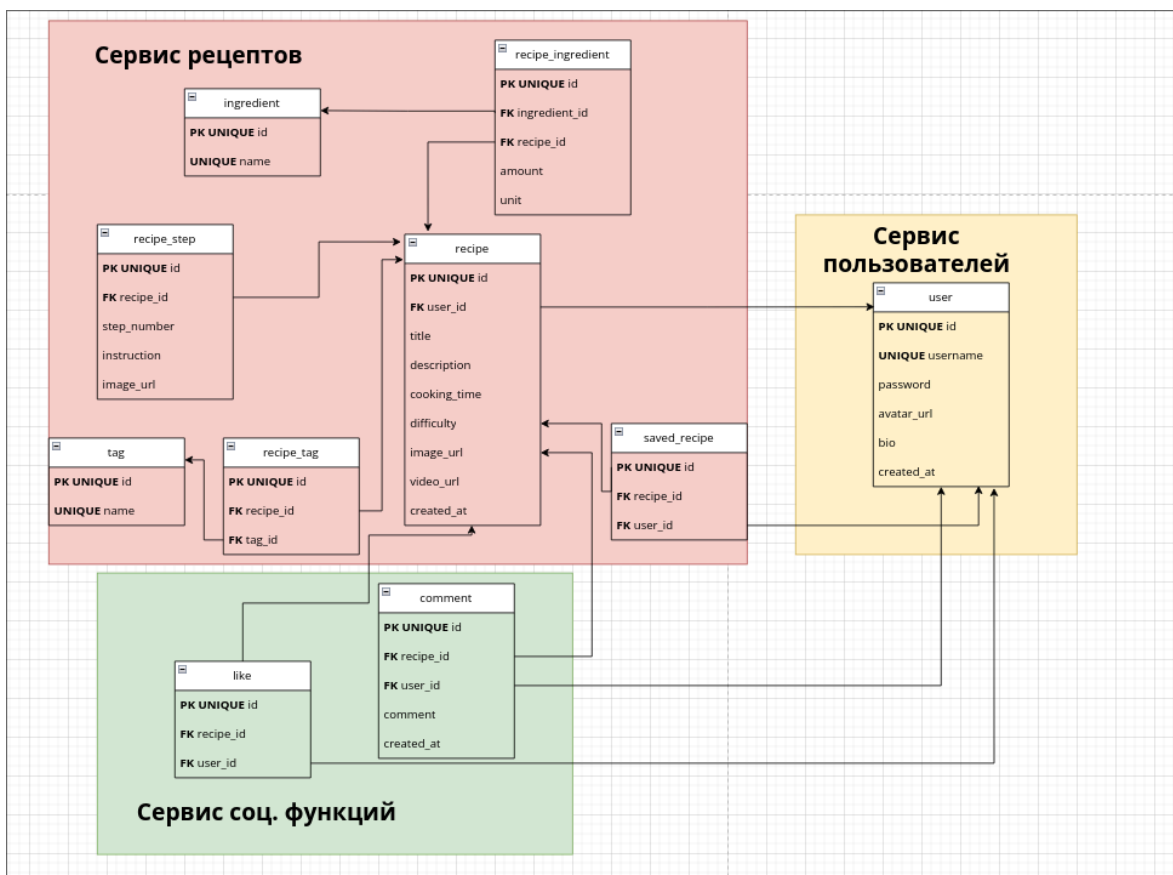 Сервис рецептов
recipe_ingredient
PK UNIQUE id
FK ingredient_id
FK recipe_id
amount
unit
ingredient
PK UNIQUE id
UNIQUE name
recipe_step
PK UNIQUE id
FK recipe_id
step_number
instruction
image_url
recipe
PK UNIQUE id
FK user_id
title
description
cooking_time
difficulty
image_url
video_url
created_at
tag
PK UNIQUE id
UNIQUE name
recipe_tag
PK UNIQUE id
FK recipe_id
FK tag_id
saved_recipe
PK UNIQUE id
FK recipe_id
FK user_id
Сервис
пользователей
user
PK UNIQUE id
UNIQUE username
password
avatar_url
bio
created_at
comment
PK UNIQUE id
FK recipe_id
FK user_id
comment
created_at
like
PK UNIQUE id
FK recipe_id
FK user_id
Сервис соц. функций